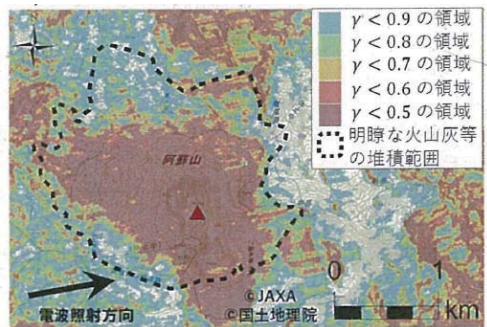 γ < 0.9 の領域
γ < 0.8 の領域
γ < 0.7 の領域
γ < 0.6 の領域
γ < 0.5 の領域
明瞭な火山灰等
の堆積範囲
阿蘇山
0 1
km
©JAXA
©国土地理院
電波照射方向